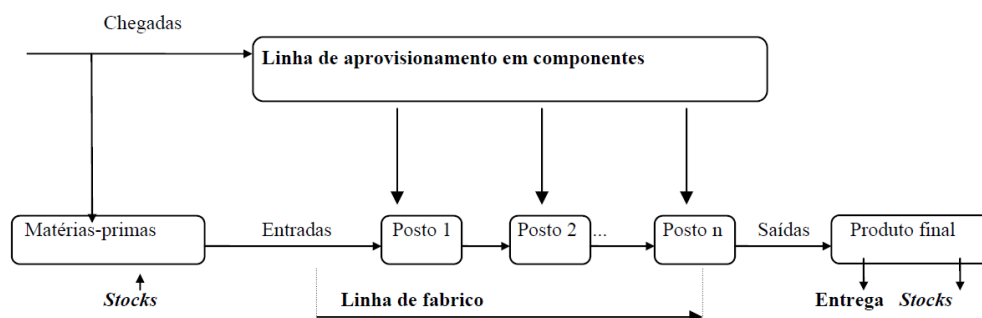 Chegadas
Linha de aprovisionamento em componentes
Matérias-primas
Entradas
Posto 1
Posto 2
...
Posto n
Saídas
Produto final
Stocks
Linha de fabrico
Entrega
Stocks